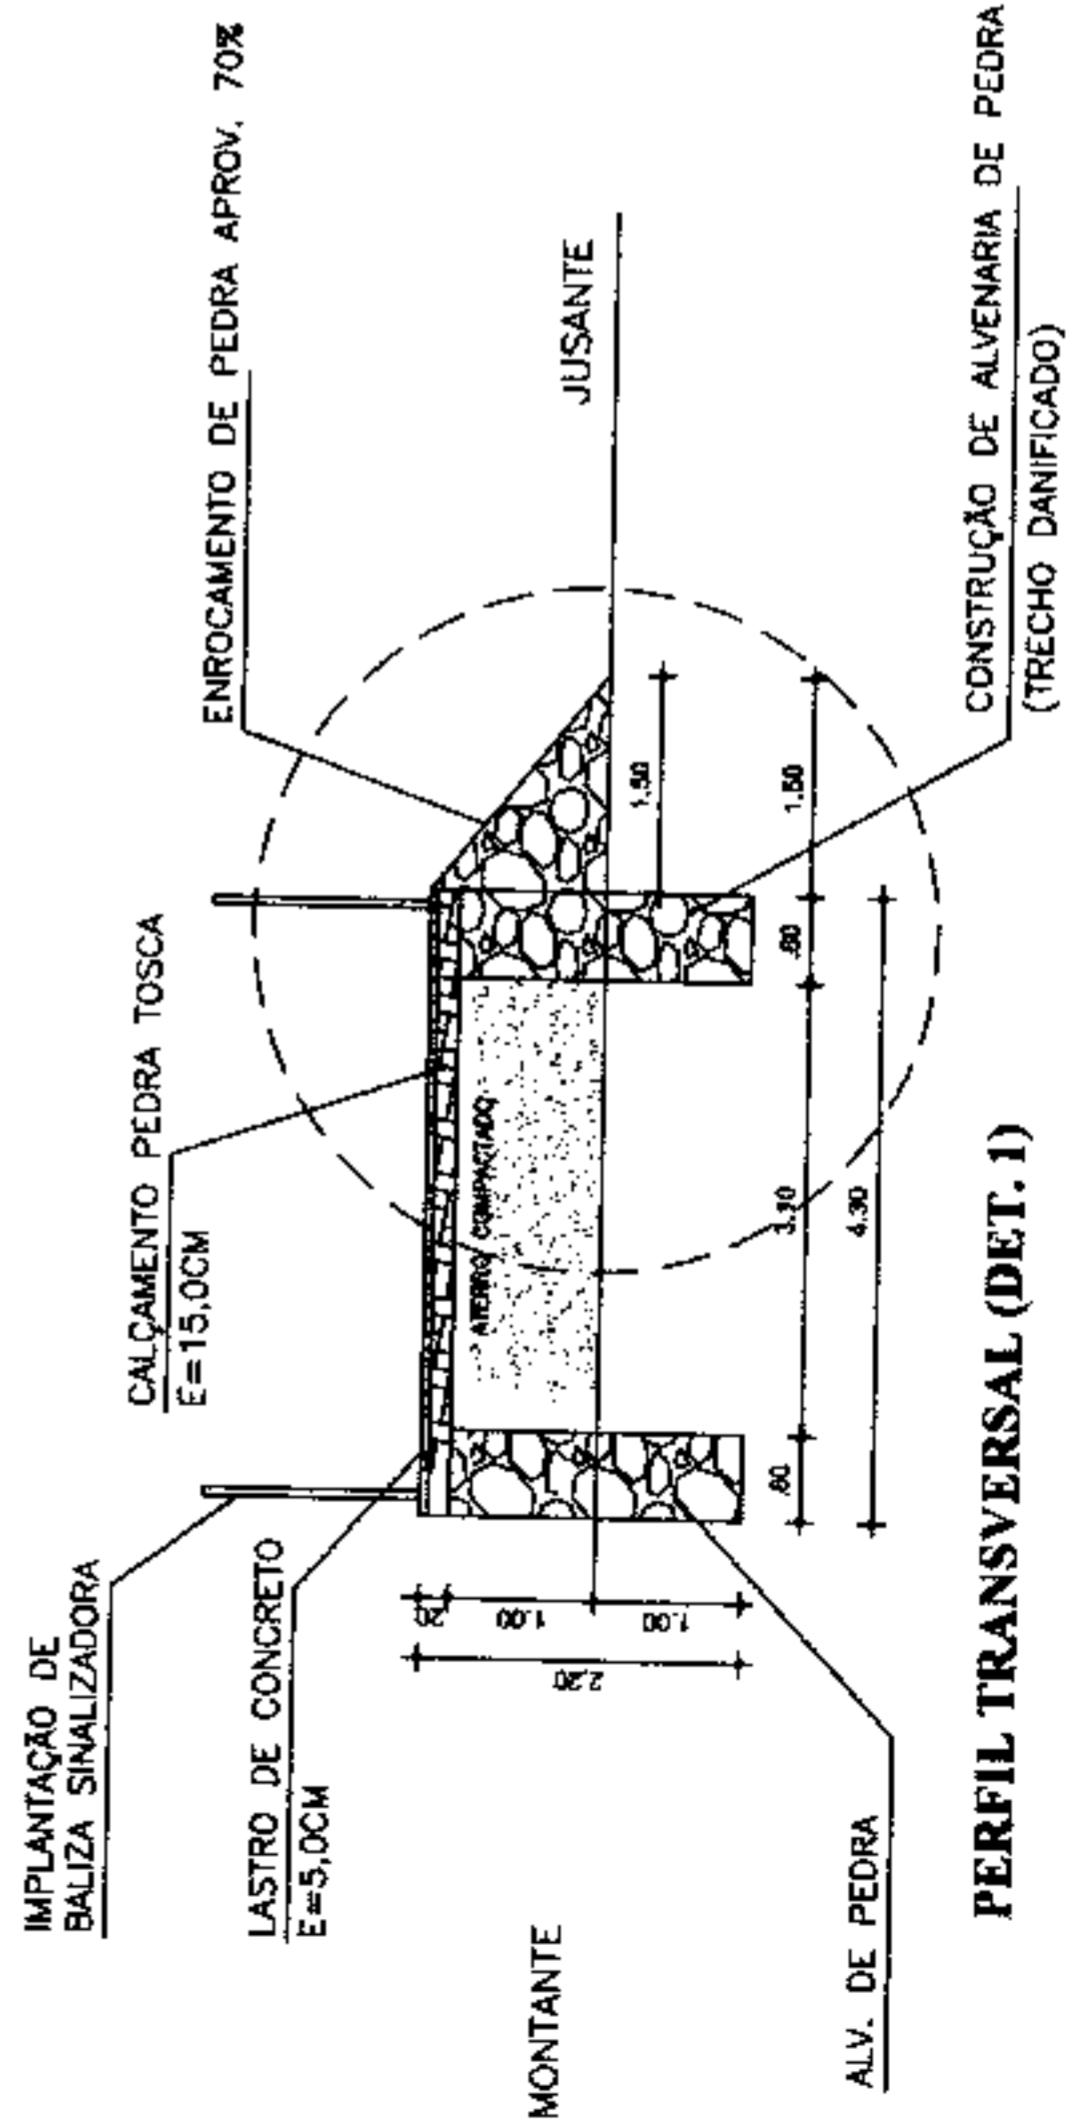 IMPLANTAÇÃO DE
BALIZA SINALIZADORA
CALÇAMENTO PEDRA TOSCA
E=15,0CM
ENROCAMENTO DE PEDRA APROV. 70%
LASTRO DE CONCRETO
E=5,0CM
MONTANTE
JUSANTE
ATERRO COMPACTADO
.20
1.00
1.00
2.20
1.50
.60
3.10
.60
1.50
4.30
ALV. DE PEDRA
CONSTRUÇÃO DE ALVENARIA DE PEDRA
(TRECHO DANIFICADO)
PERFIL TRANSVERSAL (DET. 1)